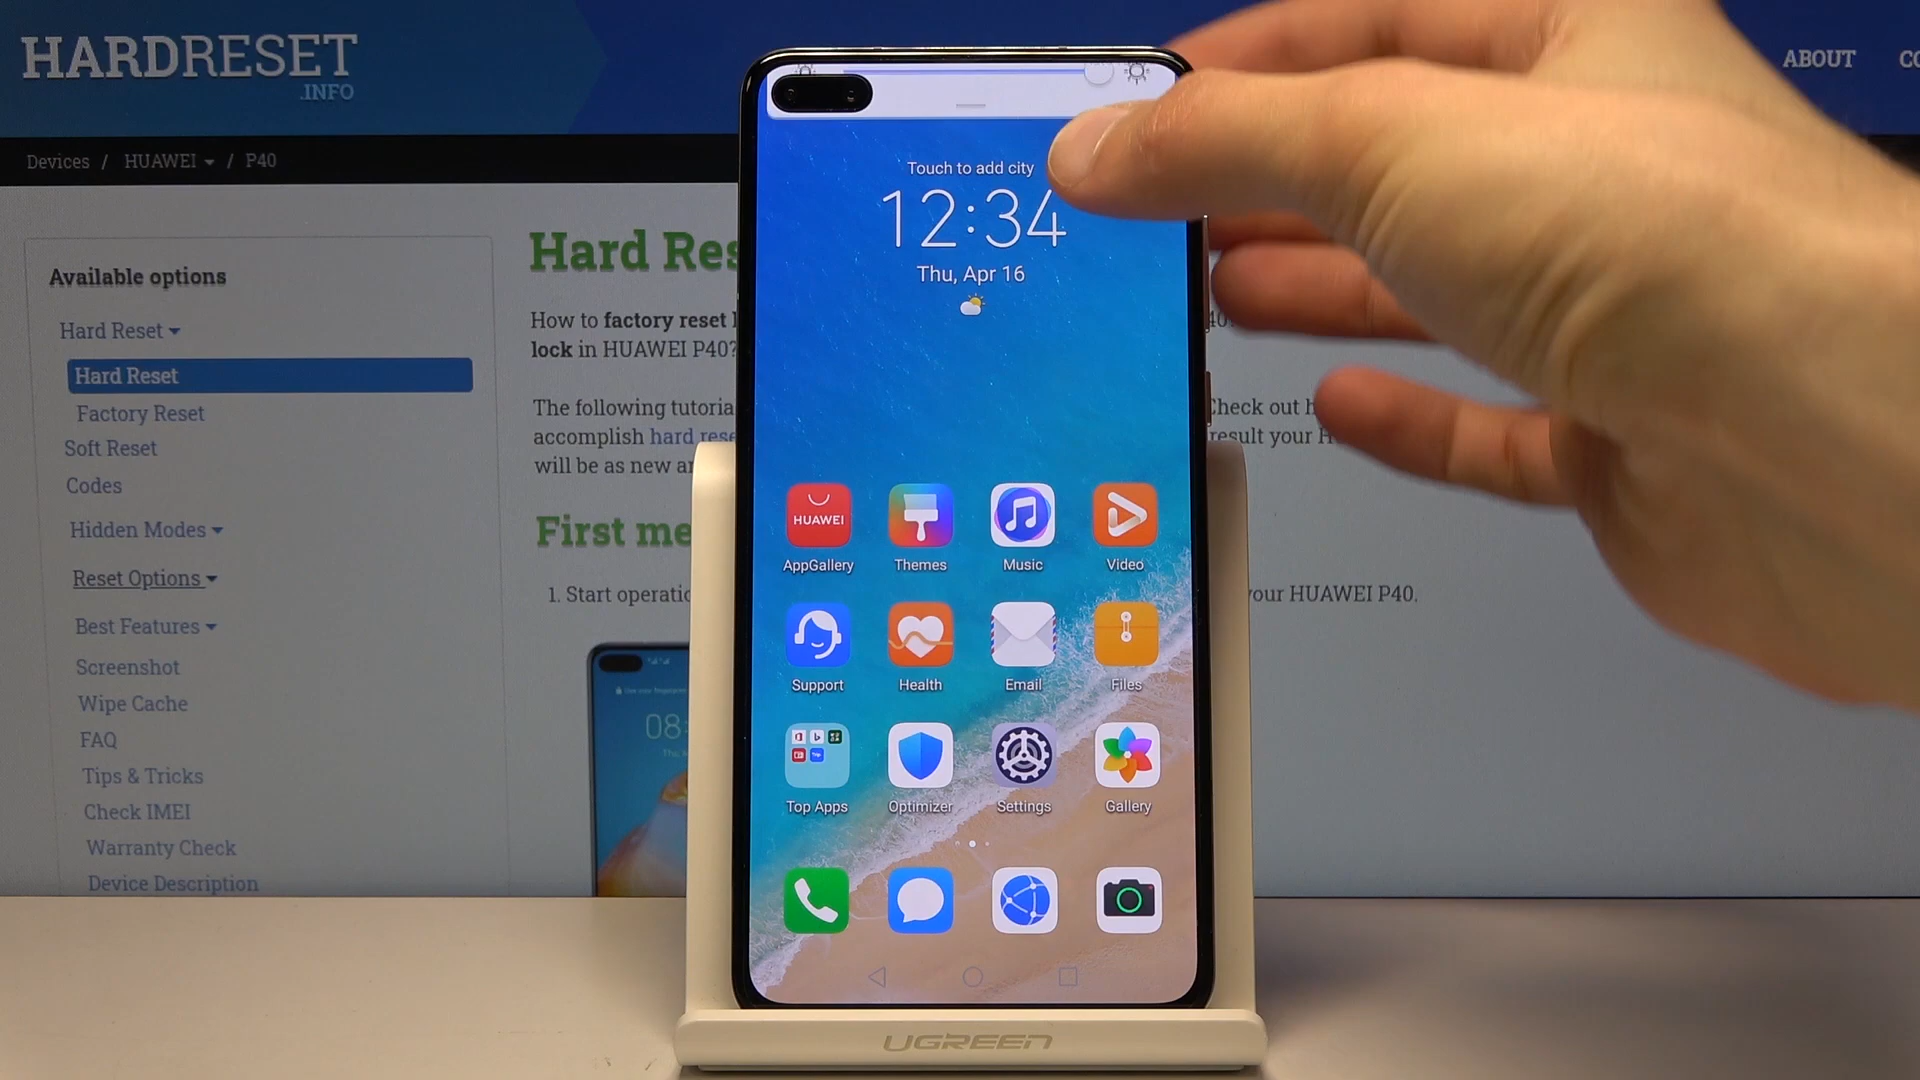 HARDRESET
.INFO
ABOUT
Devices / HUAWEI / P40
Available options
Hard Reset
Hard Reset
Factory Reset
Soft Reset
Codes
Hidden Modes
Reset Options
Best Features
Screenshot
Wipe Cache
FAQ
Tips & Tricks
Check IMEI
Warranty Check
Device Description
Hard Res
How to factory reset
lock in HUAWEI P40?
The following tutoria
accomplish hard rese
will be as new a
Check out h
result your H
First me
1. Start operatio
your HUAWEI P40.
08:
Touch to add city
12:34
Thu, Apr 16
HUAWEI
AppGallery
Themes
Music
Video
Support
Health
Email
Files
Top Apps
Optimizer
Settings
Gallery
UGREEN